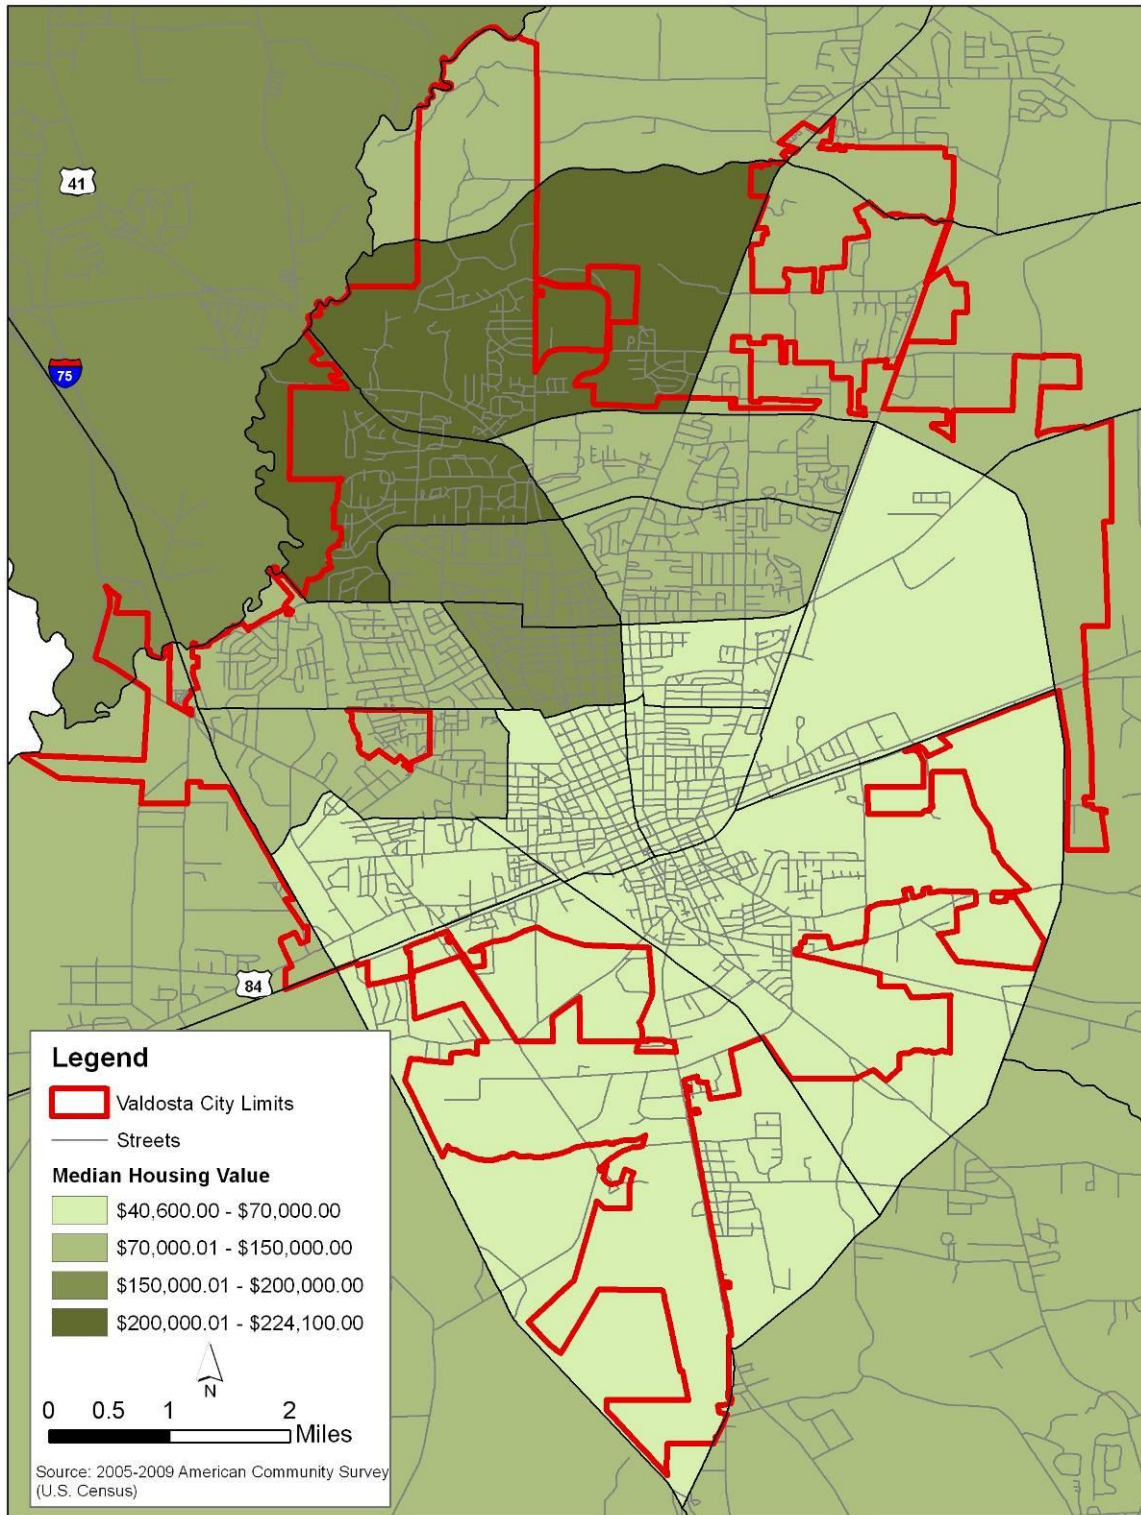 41
75
84
Legend
Valdosta City Limits
Streets
Median Housing Value
$40,600.00 - $70,000.00
$70,000.01 - $150,000.00
$150,000.01 - $200,000.00
$200,000.01 - $224,100.00
N
0 0.5 1 2
Miles
Source: 2005-2009 American Community Survey
(U.S. Census)